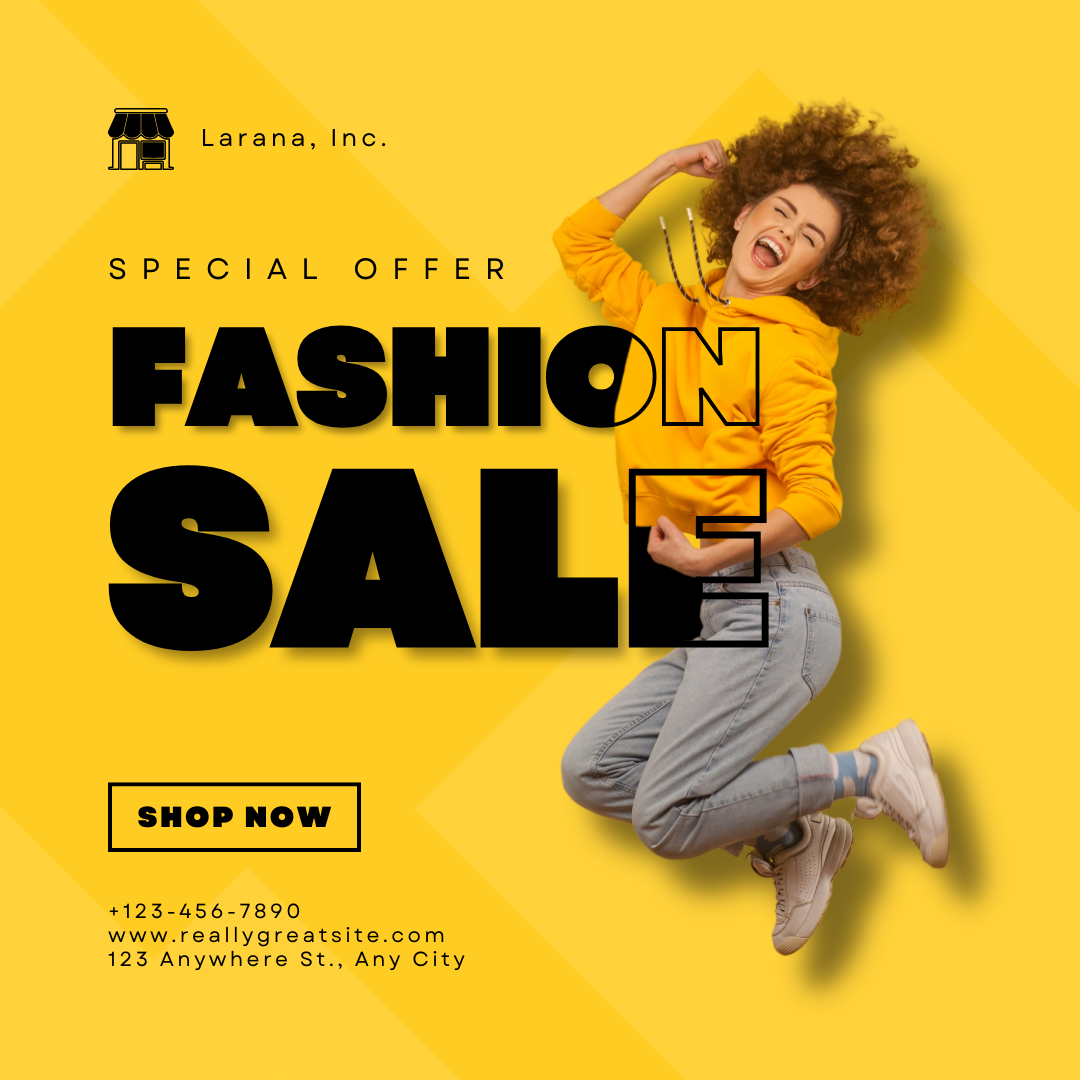 Larana, Inc.
SPECIAL OFFER
FASHION
SALE
SHOP NOW
+123-456-7890
www.reallygreatsite.com
123 Anywhere St., Any City